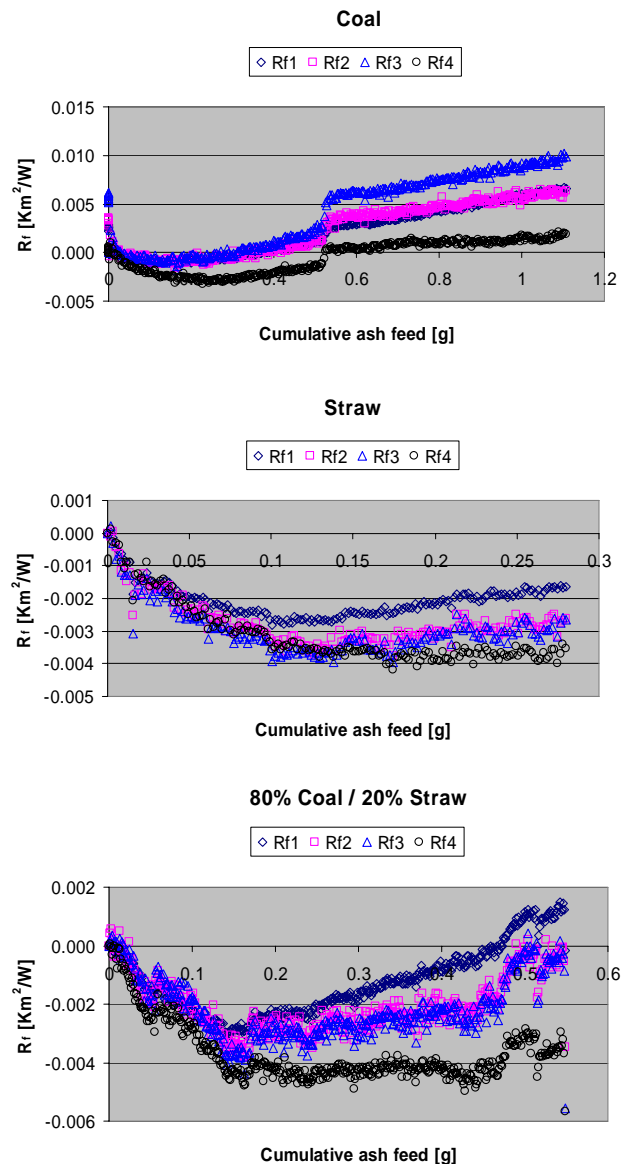 Coal
Rf1 Rf2 Rf3 Rf4
0.015
0.010
0.005
0.000
-0.005
0 0.2 0.4 0.6 0.8 1 1.2
Rf [Km²/W]
Cumulative ash feed [g]
Straw
Rf1 Rf2 Rf3 Rf4
0.001
0.000
-0.001
-0.002
-0.003
-0.004
-0.005
0 0.05 0.1 0.15 0.2 0.25 0.3
Rf [Km²/W]
Cumulative ash feed [g]
80% Coal / 20% Straw
Rf1 Rf2 Rf3 Rf4
0.002
0.000
-0.002
-0.004
-0.006
0 0.1 0.2 0.3 0.4 0.5 0.6
Rf [Km²/W]
Cumulative ash feed [g]